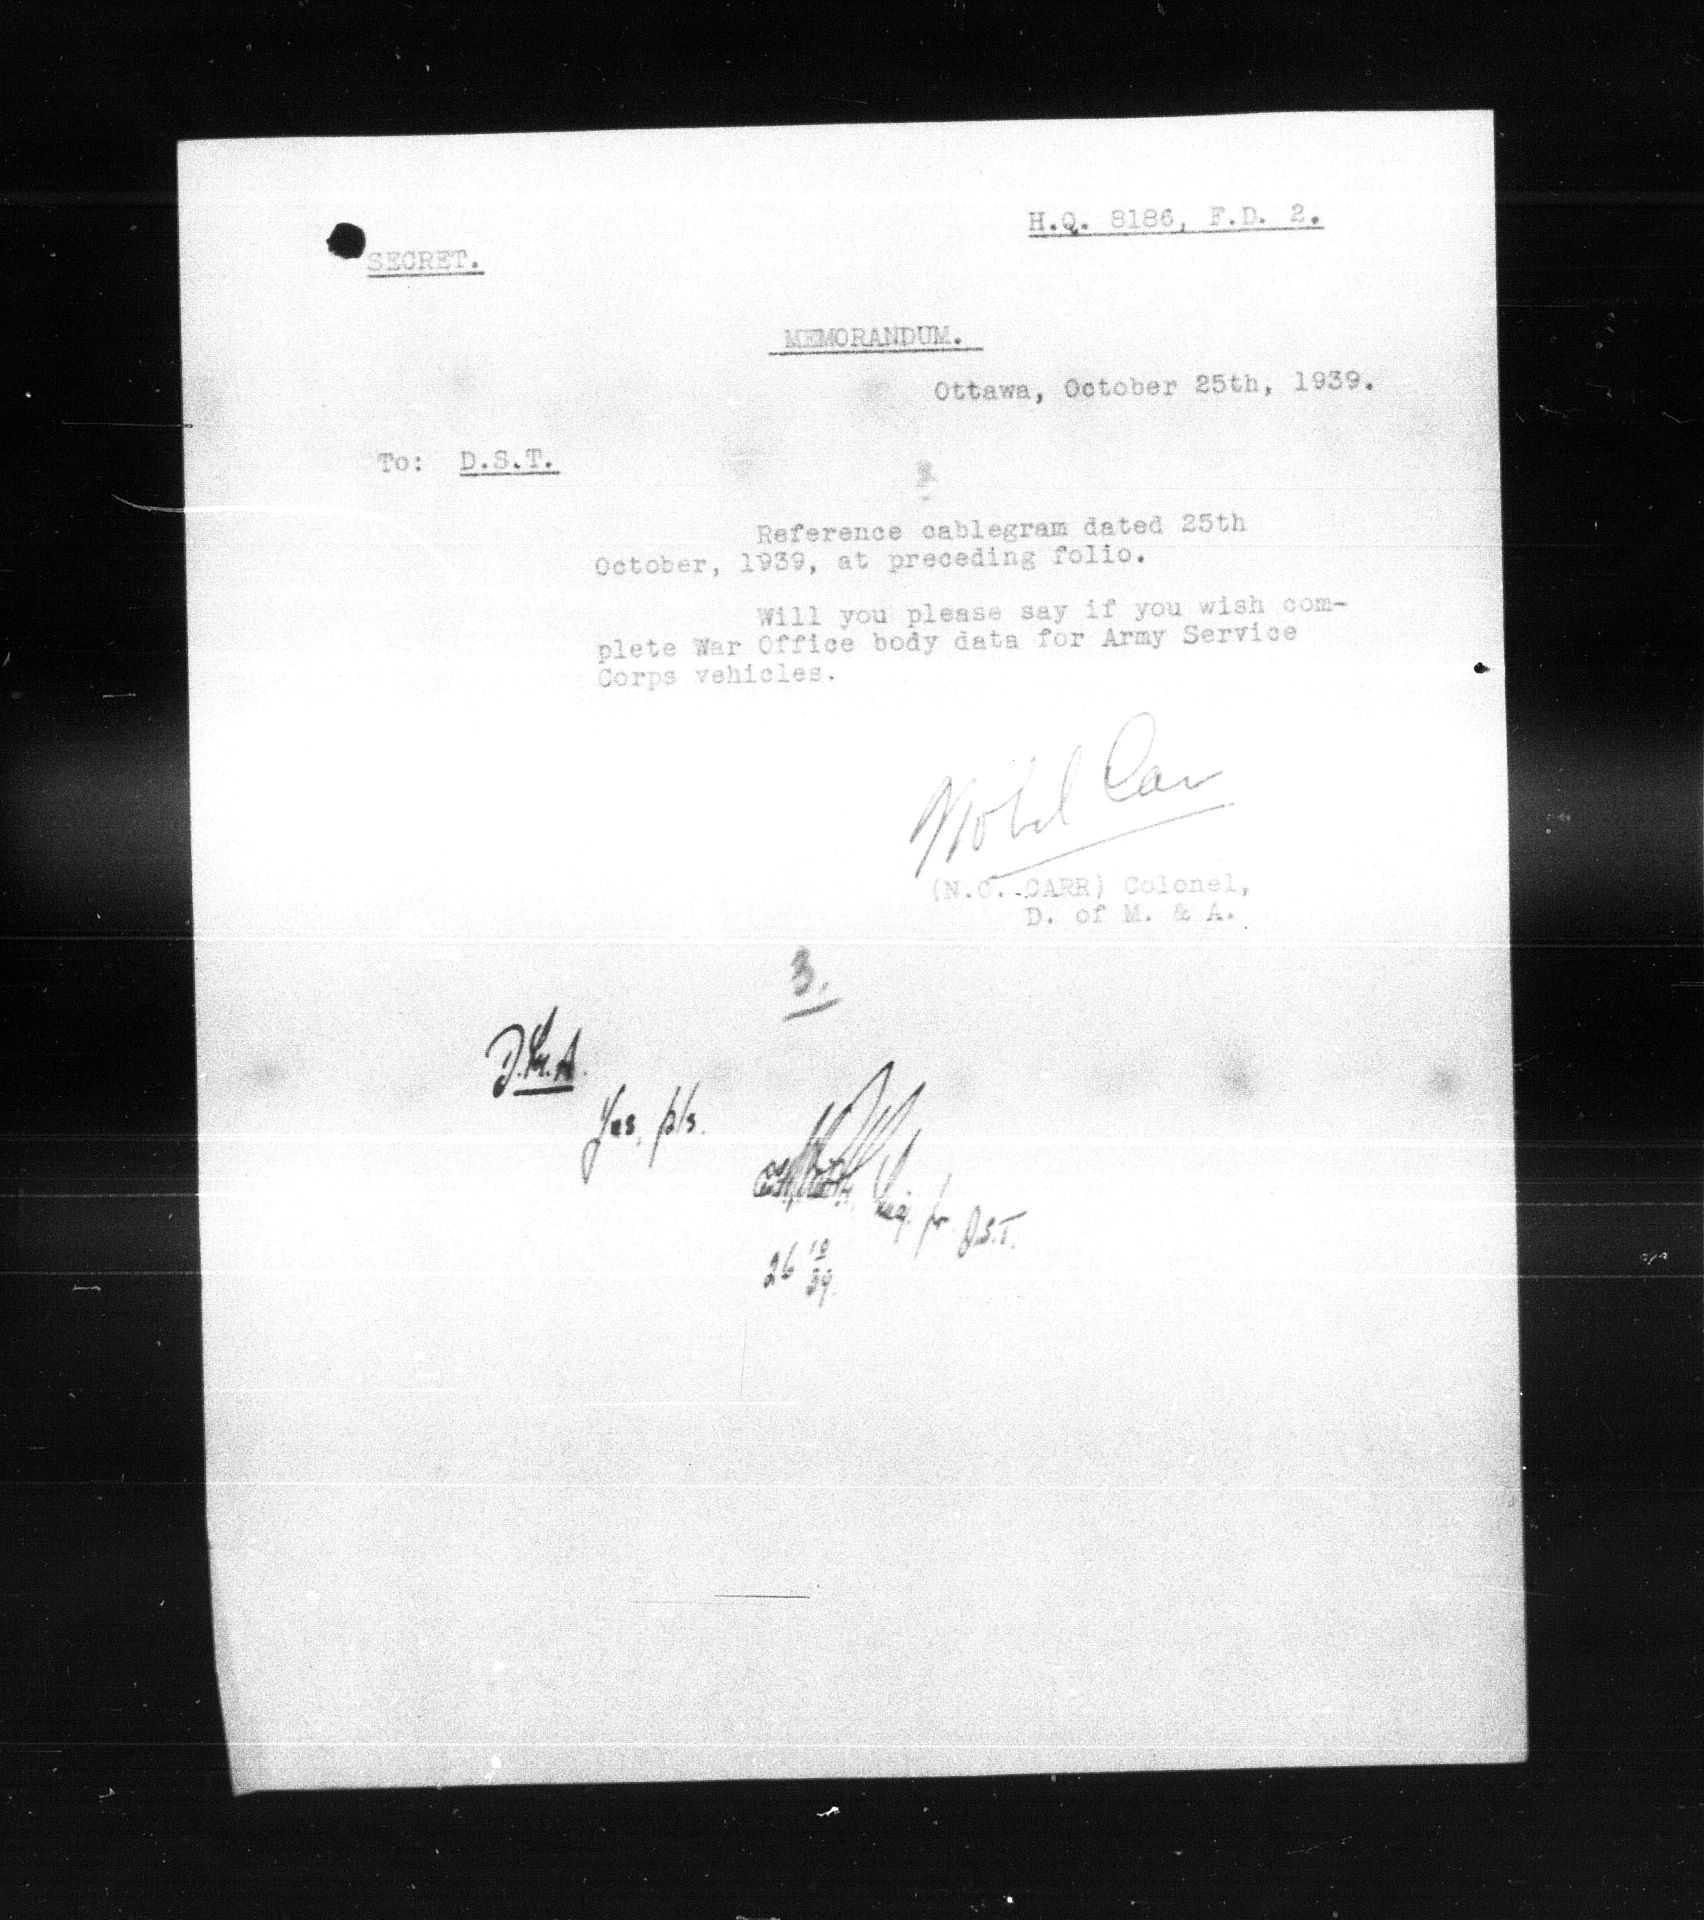 H.Q. 8186, F.D. 2.
SECRET.
MEMORANDUM.
Ottawa, October 25th, 1939.
To: D.S.T.
Reference cablegram dated 25th
October, 1939, at preceding folio.
Will you please say if you wish com-
plete War Office body data for Army Service
Corps vehicles.
Nobel Carr
(N.C. CARR) Colonel,
D. of M. & A.
3.
D.M.A.
Yes, pls.
Maj. for D.S.T.
26 10
39.